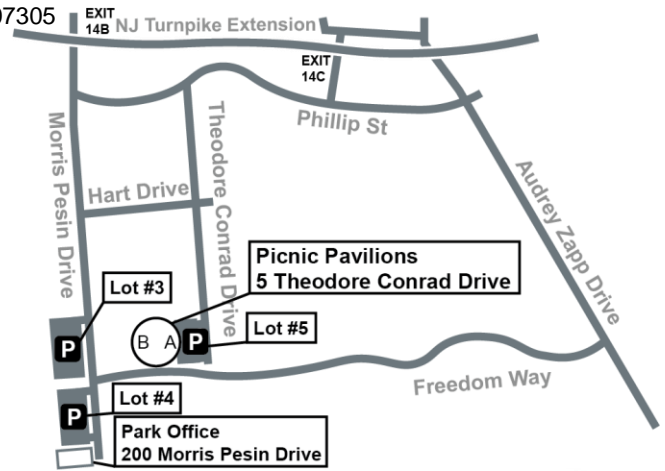 07305
EXIT
14B
NJ Turnpike Extension
EXIT
14C
Phillip St
Morris Pesin Drive
Theodore Conrad Drive
Audrey Zapp Drive
Hart Drive
Picnic Pavilions
5 Theodore Conrad Drive
Lot #3
Lot #5
P
B A
P
Freedom Way
Lot #4
P
Park Office
200 Morris Pesin Drive